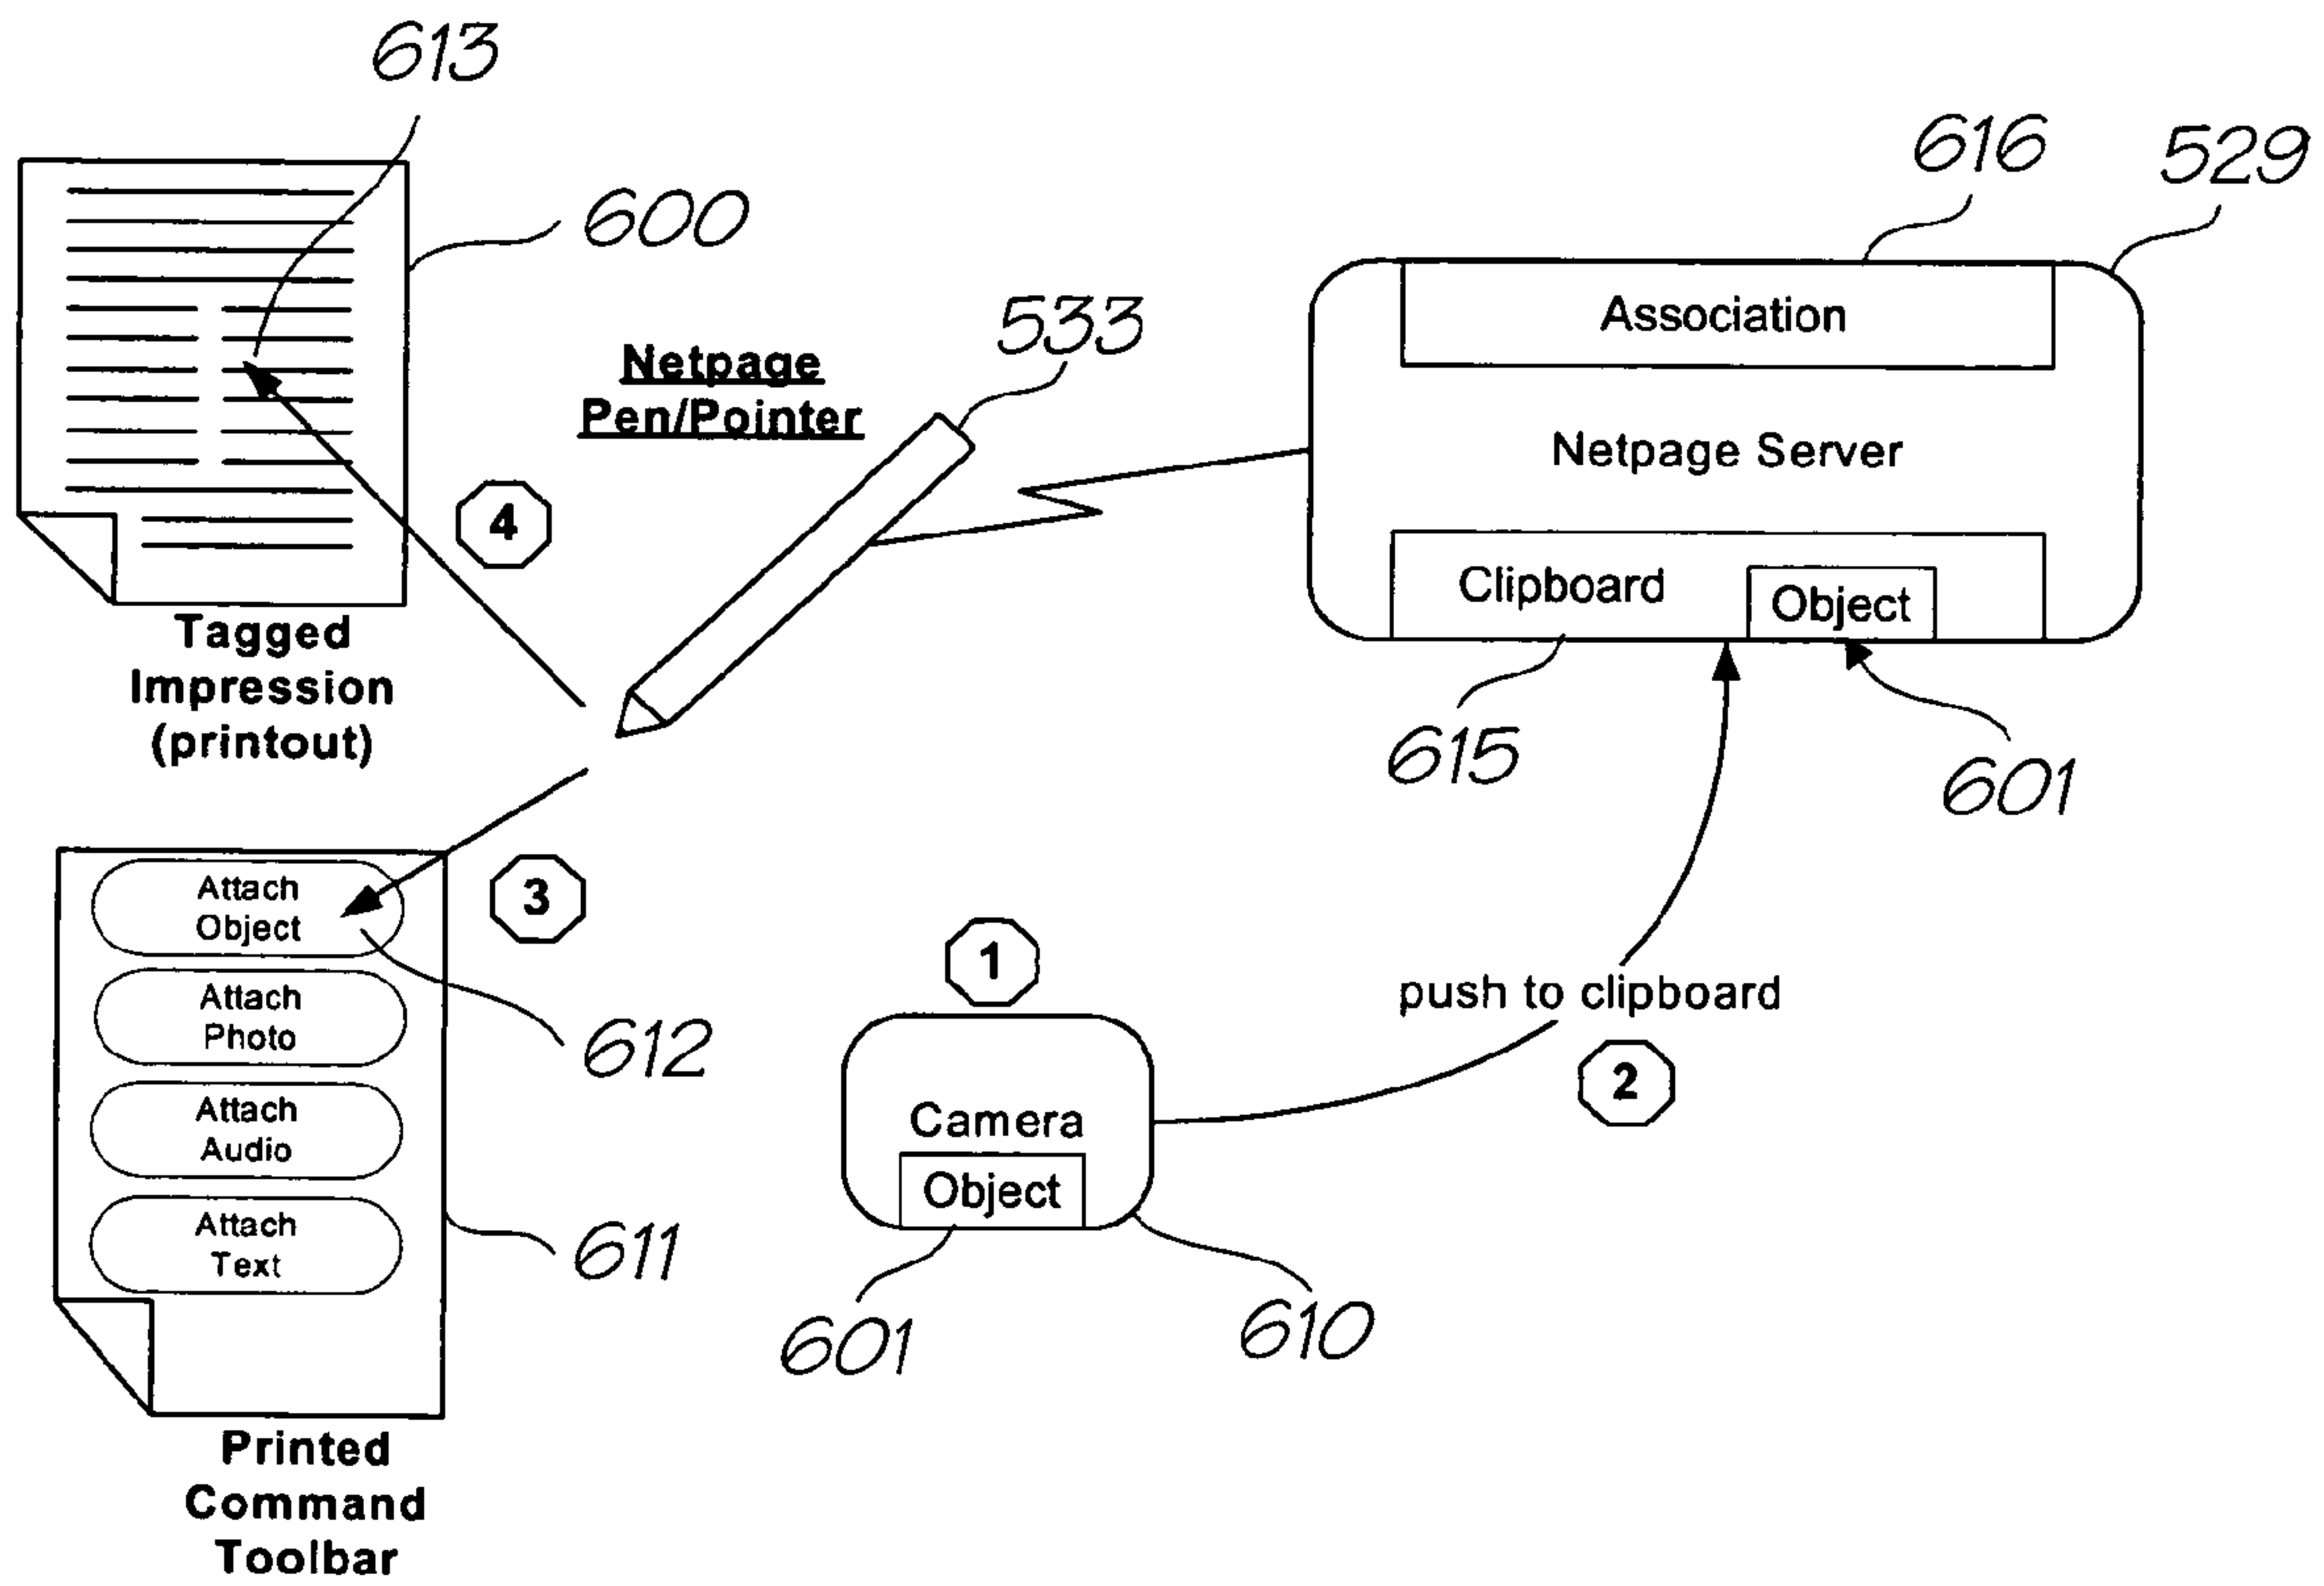 613
600
616
529
533
Netpage
Pen/Pointer
Association
Netpage Server
Clipboard
Object
4
Tagged
Impression
(printout)
615
601
3
Attach
Object
Attach
Photo
Attach
Audio
Attach
Text
612
611
Printed
Command
Toolbar
1
Camera
Object
601
610
push to clipboard
2